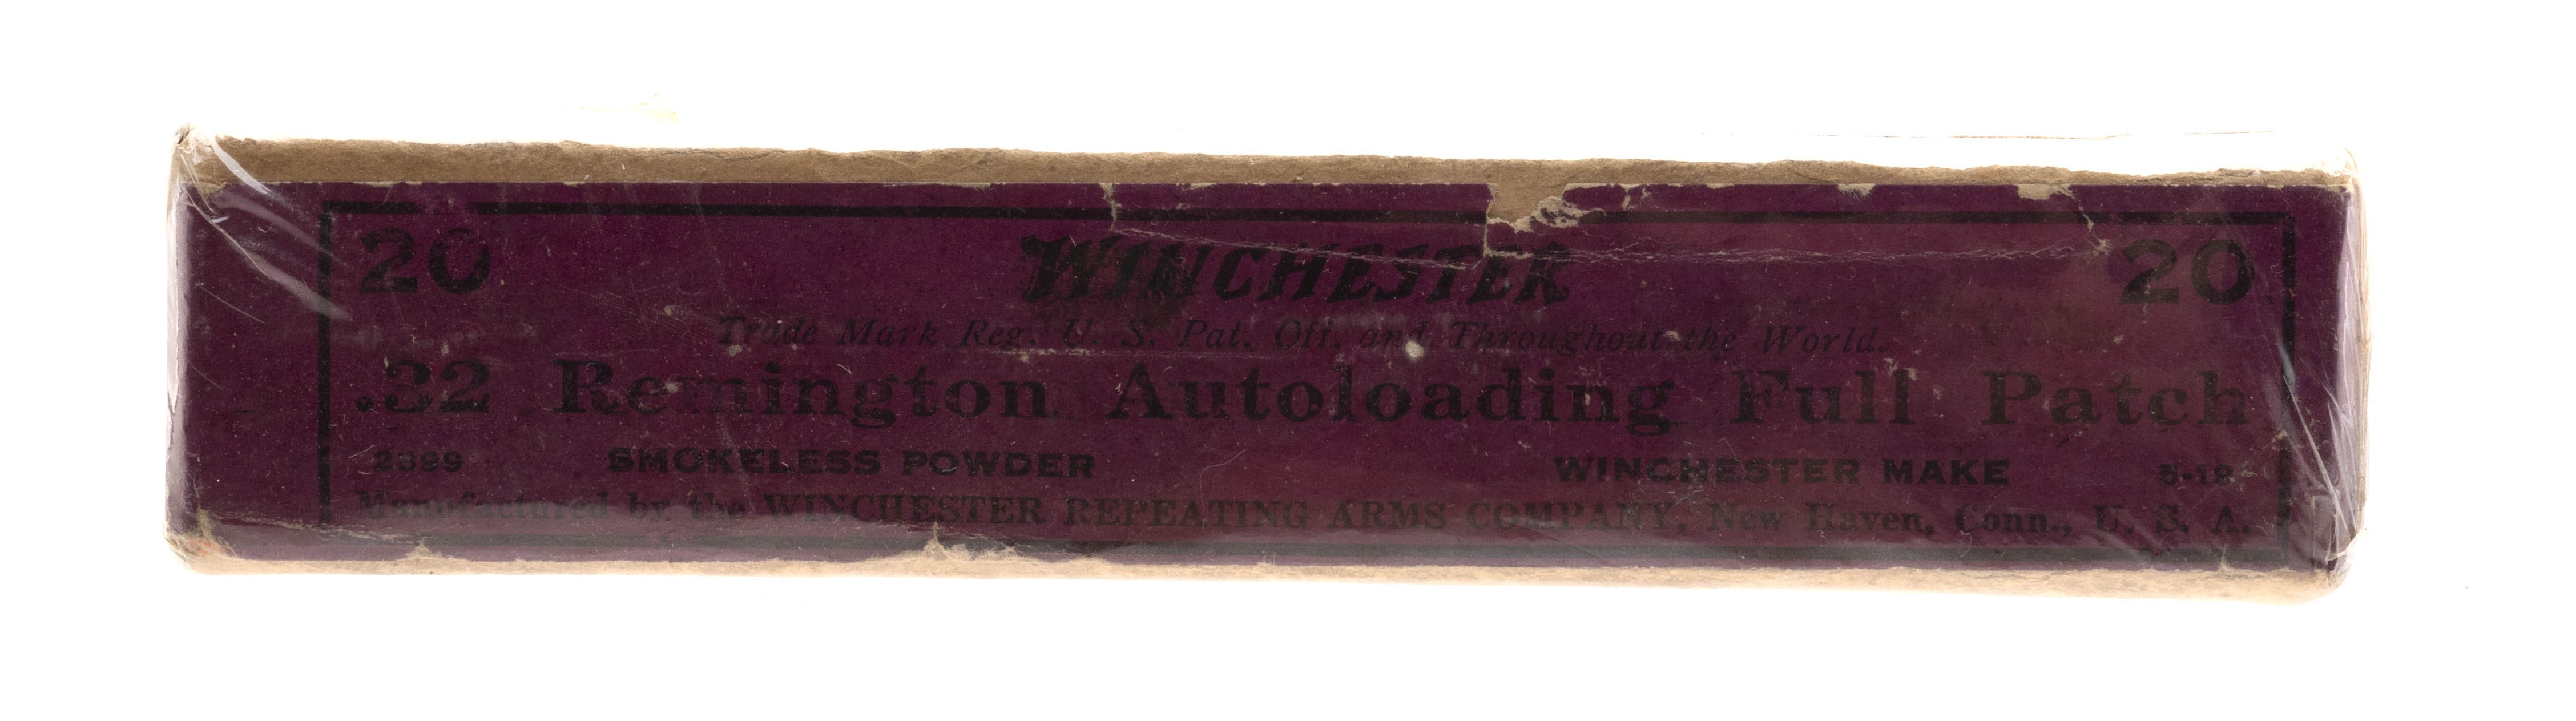 20 WINCHESTER 20
Trade Mark Reg. U. S. Pat. Off. and Throughout the World.
.32 Remington Autoloading Full Patch
SMOKELESS POWDER WINCHESTER MAKE
Manufactured by the WINCHESTER REPEATING ARMS COMPANY, New Haven, Conn., U. S. A.